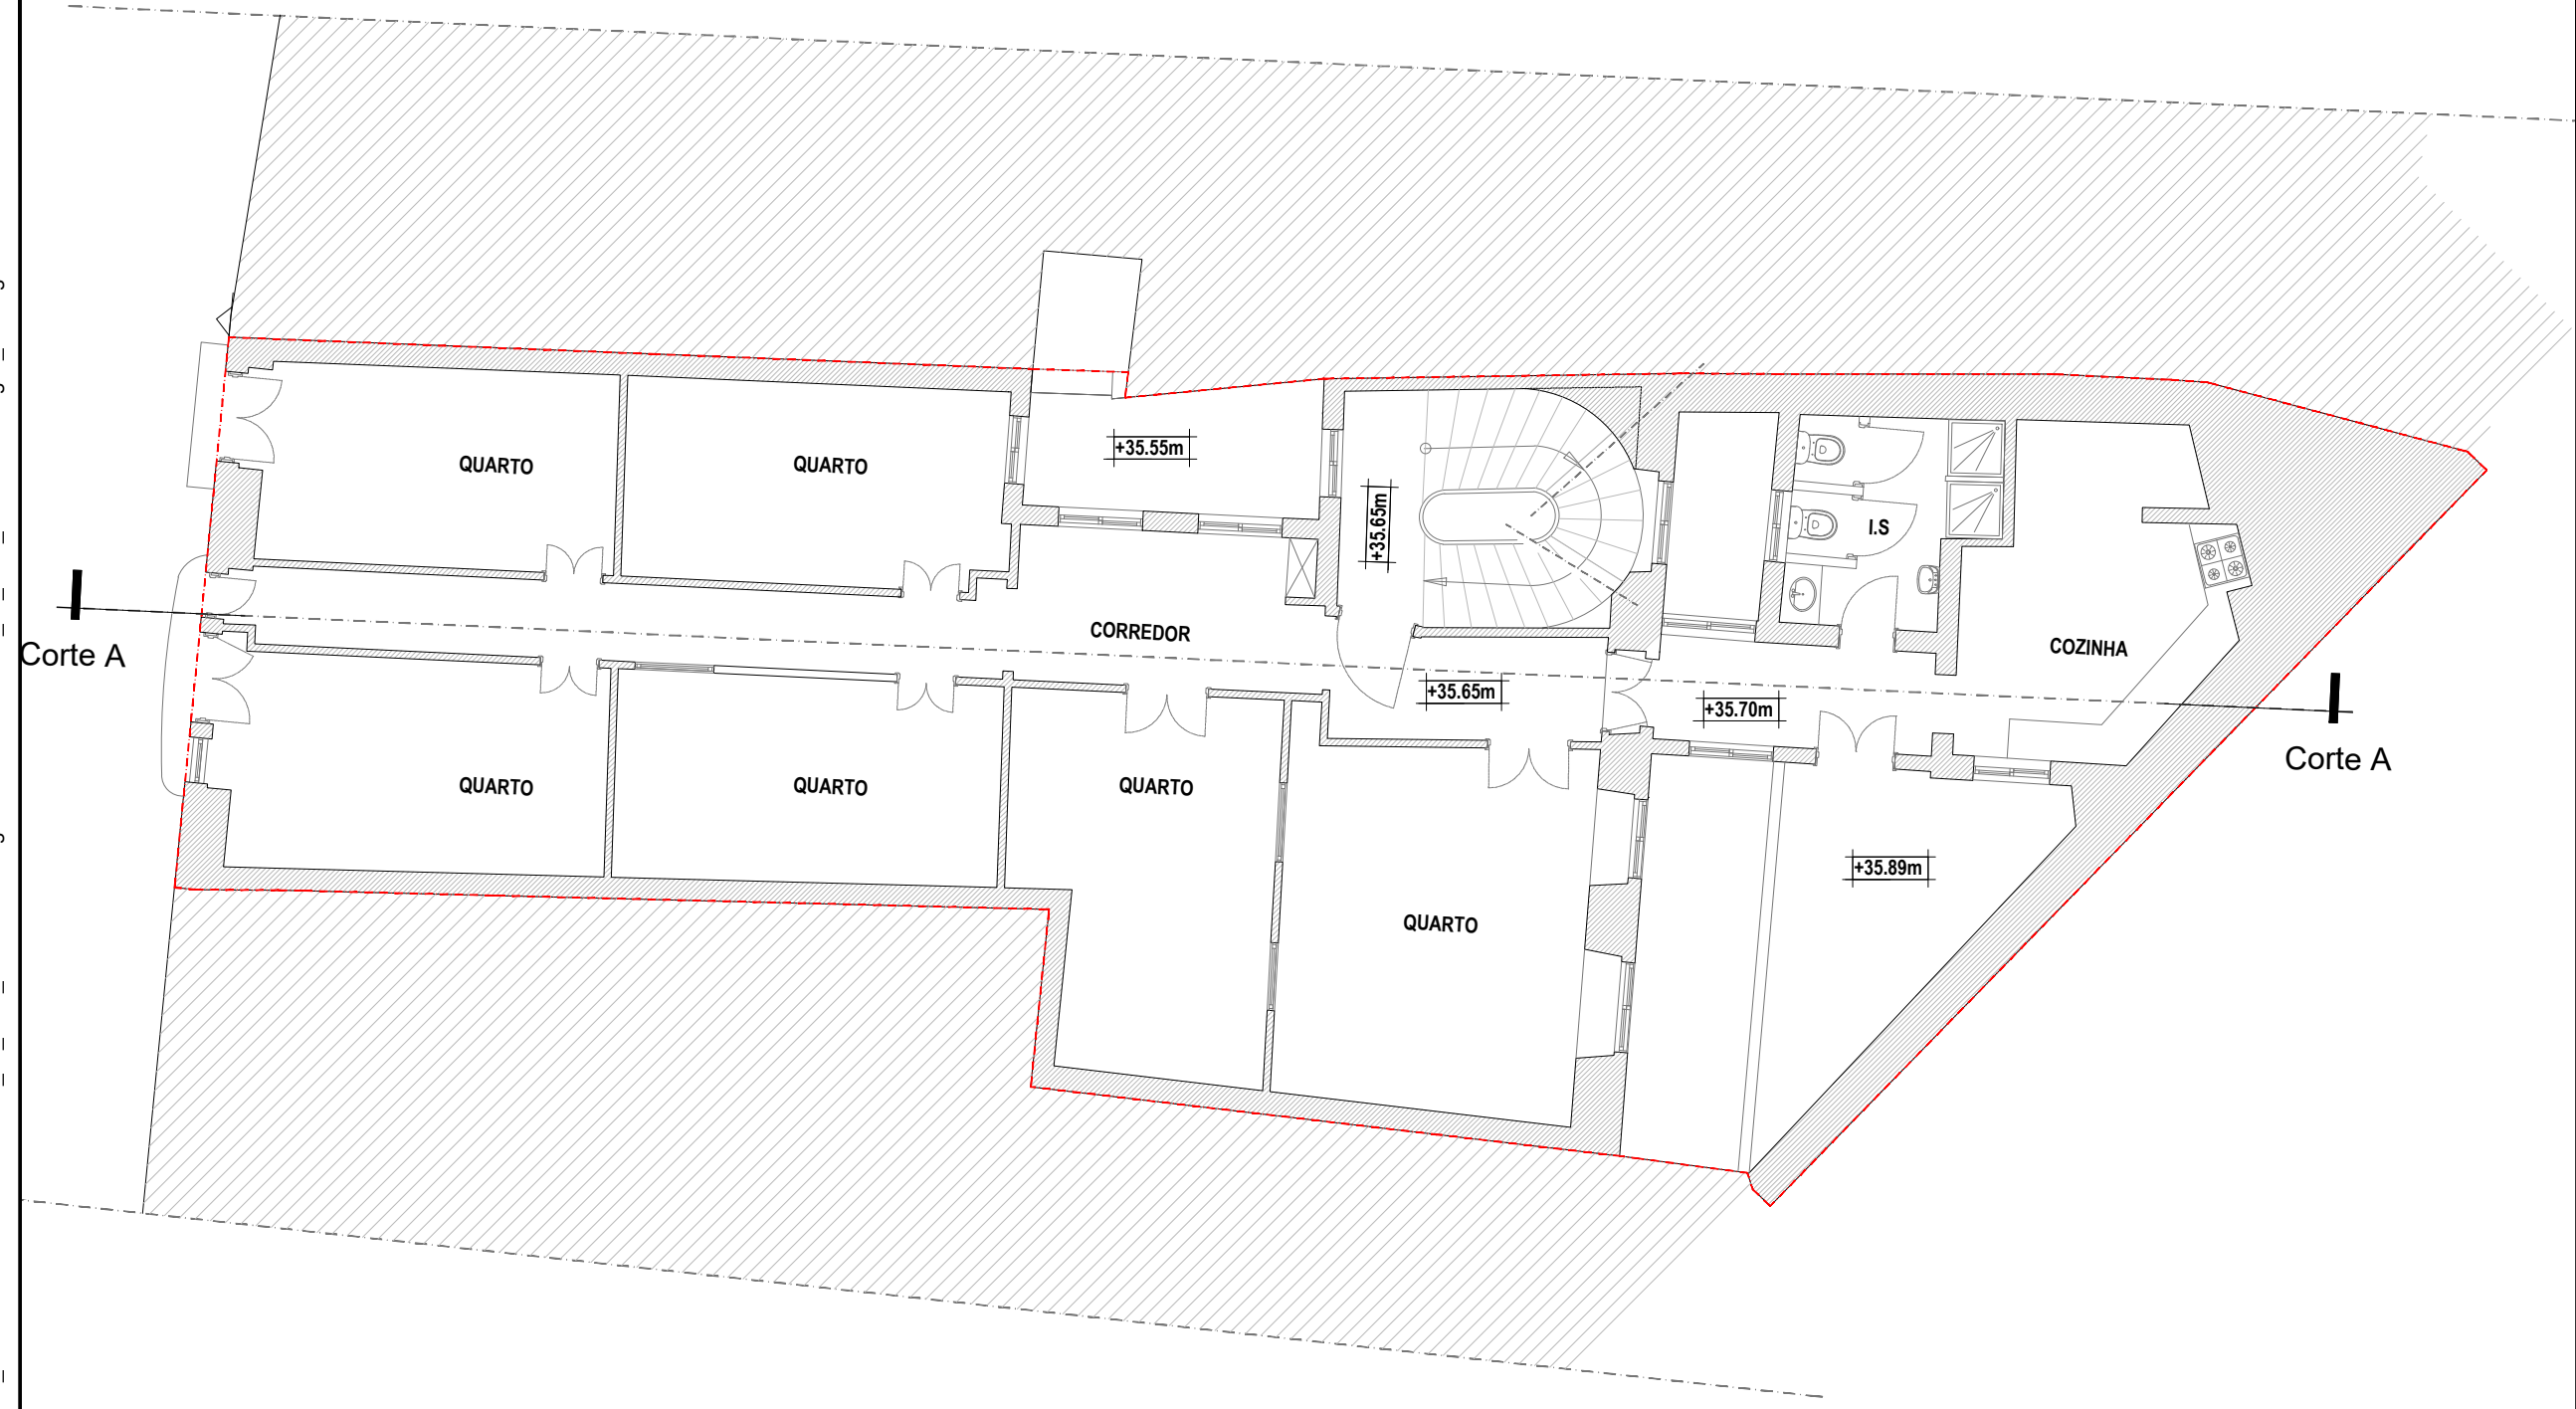 QUARTO
QUARTO
+35.55m
+35.65m
I.S
CORREDOR
COZINHA
Corte A
+35.65m
+35.70m
Corte A
QUARTO
QUARTO
QUARTO
+35.89m
QUARTO